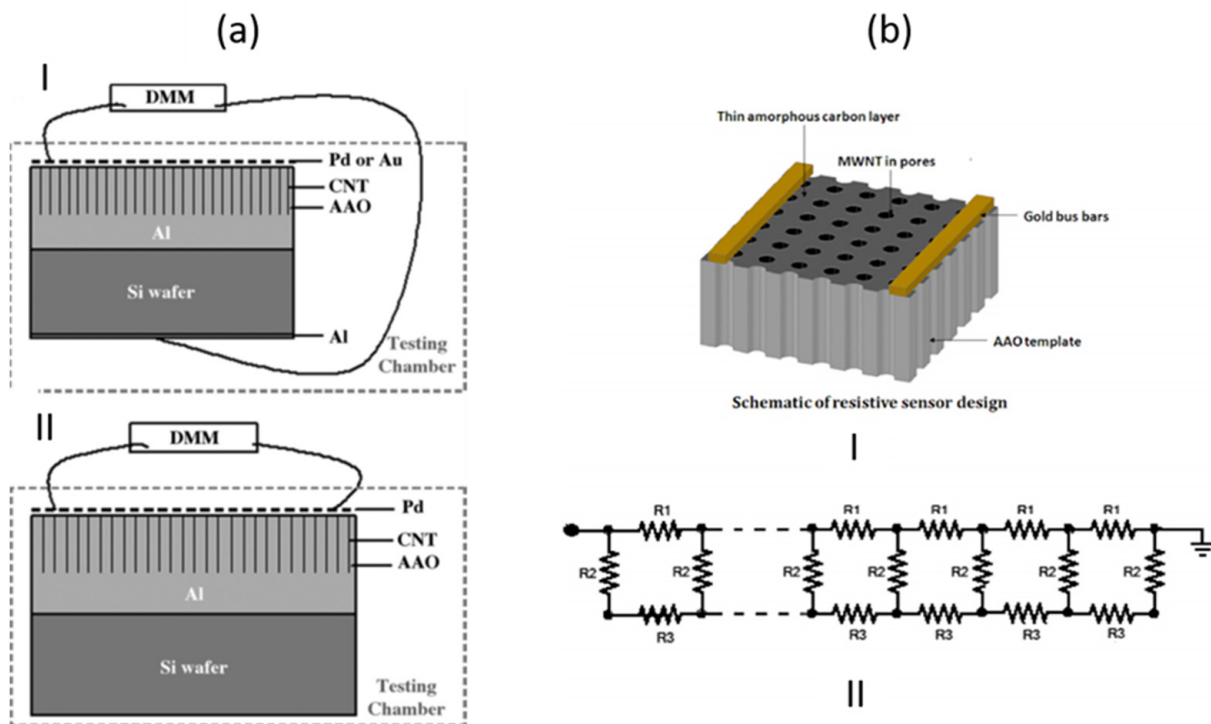 (a)
I
DMM
Pd or Au
CNT
AAO
Al
Si wafer
Al
Testing
Chamber
II
DMM
Pd
CNT
AAO
Al
Si wafer
Testing
Chamber
(b)
Thin amorphous carbon layer
MWNT in pores
Gold bus bars
AAO template
Schematic of resistive sensor design
I
R1 R1 R1 R1 R1
R2 R2 R2 R2 R2 R2 R2
R3 R3 R3 R3 R3
II